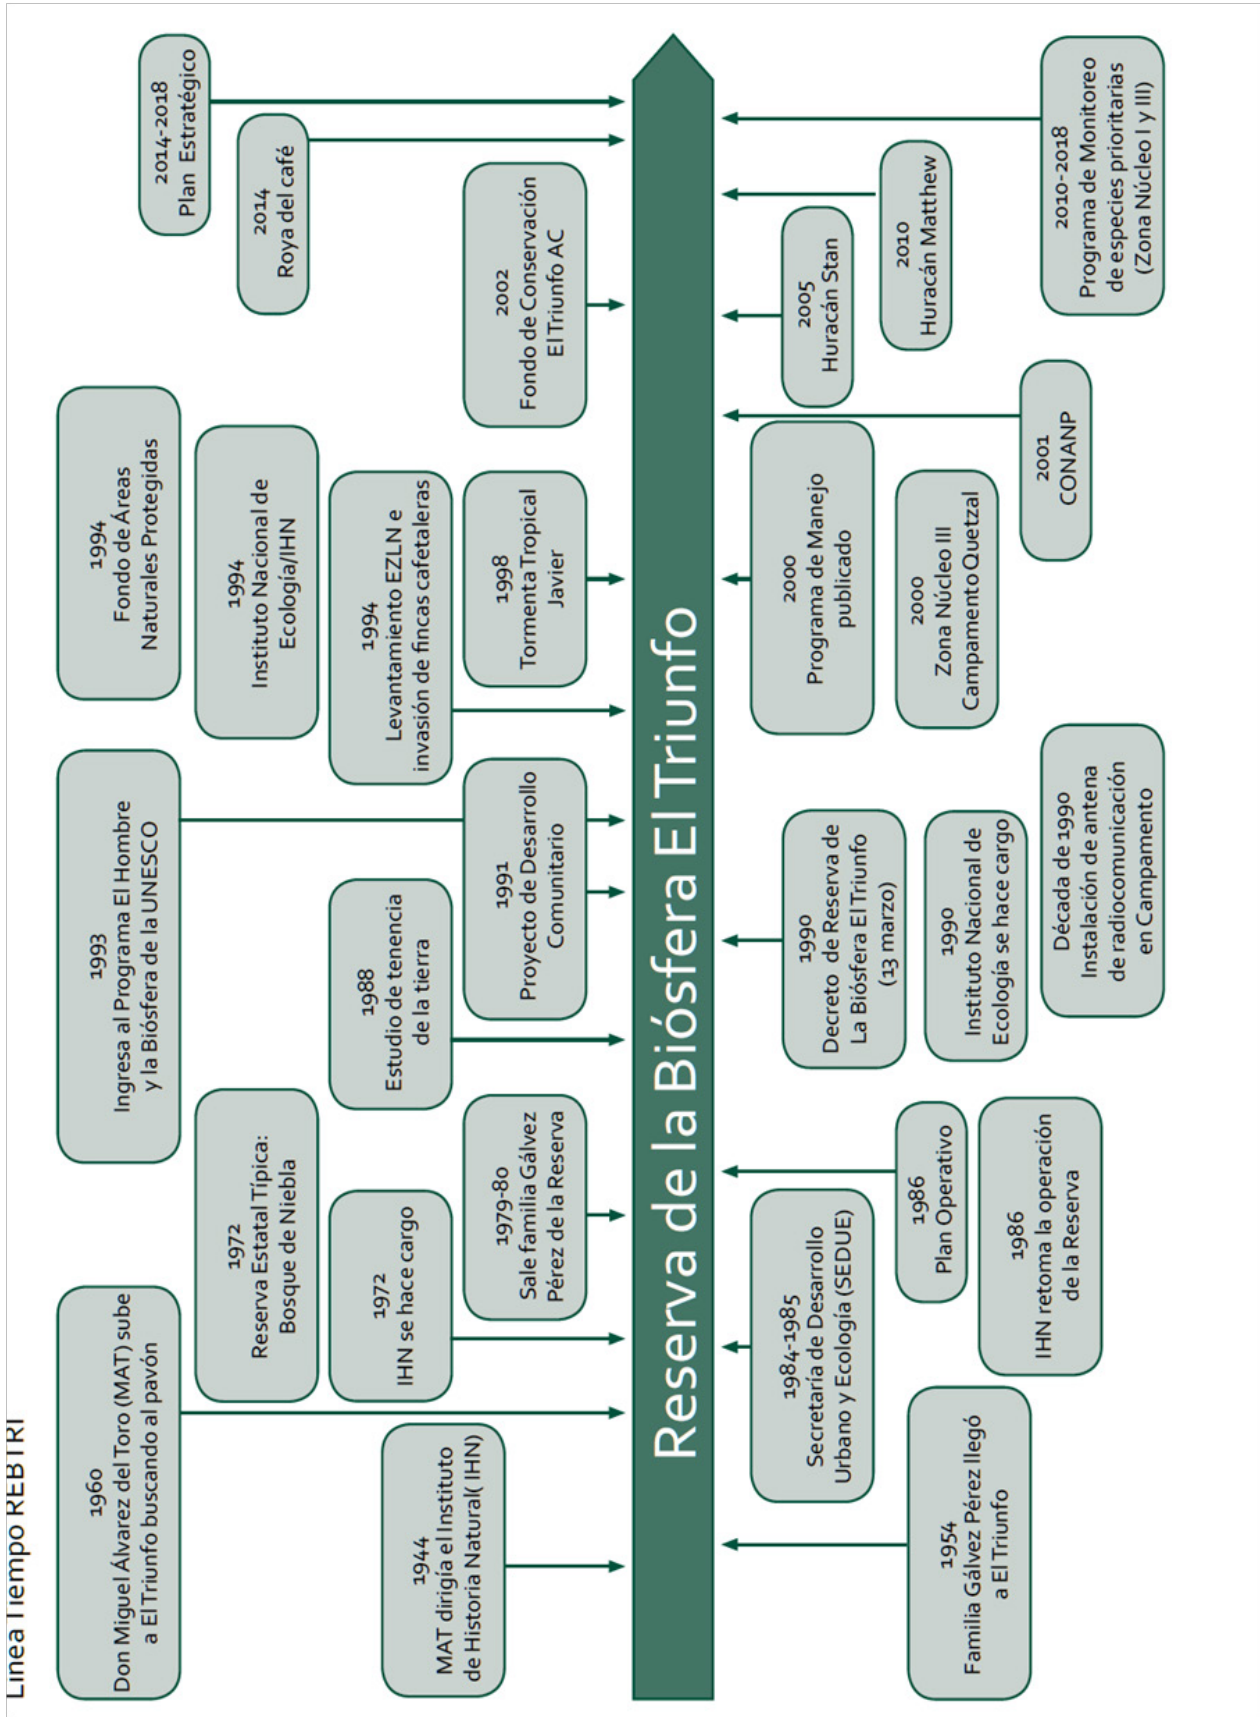 Línea Tiempo REBTRI
1960
Don Miguel Álvarez del Toro (MAT) sube
a El Triunfo buscando al pavón
1944
MAT dirigía el Instituto
de Historia Natural( IHN)
1972
Reserva Estatal Típica:
Bosque de Niebla
1972
IHN se hace cargo
1979-80
Sale familia Gálvez
Pérez de la Reserva
1993
Ingresa al Programa El Hombre
y la Biósfera de la UNESCO
1988
Estudio de tenencia
de la tierra
1991
Proyecto de Desarrollo
Comunitario
1994
Fondo de Áreas
Naturales Protegidas
1994
Instituto Nacional de
Ecología/IHN
1994
Levantamiento EZLN e
invasión de fincas cafetaleras
1998
Tormenta Tropical
Javier
2002
Fondo de Conservación
El Triunfo AC
2014
Roya del café
2014-2018
Plan Estratégico
Reserva de la Biósfera El Triunfo
1954
Familia Gálvez Pérez llegó
a El Triunfo
1984-1985
Secretaría de Desarrollo
Urbano y Ecología (SEDUE)
1986
Plan Operativo
1986
IHN retoma la operación
de la Reserva
1990
Decreto de Reserva de
La Biósfera El Triunfo
(13 marzo)
1990
Instituto Nacional de
Ecología se hace cargo
Década de 1990
Instalación de antena
de radiocomunicación
en Campamento
2000
Programa de Manejo
publicado
2000
Zona Núcleo III
Campamento Quetzal
2001
CONANP
2005
Huracán Stan
2010
Huracán Matthew
2010-2018
Programa de Monitoreo
de especies prioritarias
(Zona Núcleo I y III)